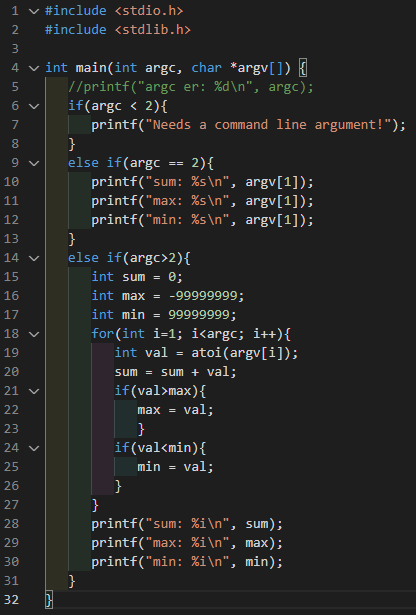 1 #include <stdio.h>
2 #include <stdlib.h>
3
4 int main(int argc, char *argv[]) {
5     //printf("argc er: %d\n", argc);
6     if(argc < 2){
7         printf("Needs a command line argument!");
8     }
9     else if(argc == 2){
10         printf("sum: %s\n", argv[1]);
11         printf("max: %s\n", argv[1]);
12         printf("min: %s\n", argv[1]);
13     }
14     else if(argc>2){
15         int sum = 0;
16         int max = -99999999;
17         int min = 99999999;
18         for(int i=1; i<argc; i++){
19             int val = atoi(argv[i]);
20             sum = sum + val;
21             if(val>max){
22                 max = val;
23                 }
24             if(val<min){
25                 min = val;
26             }
27         }
28         printf("sum: %i\n", sum);
29         printf("max: %i\n", max);
30         printf("min: %i\n", min);
31     }
32 }